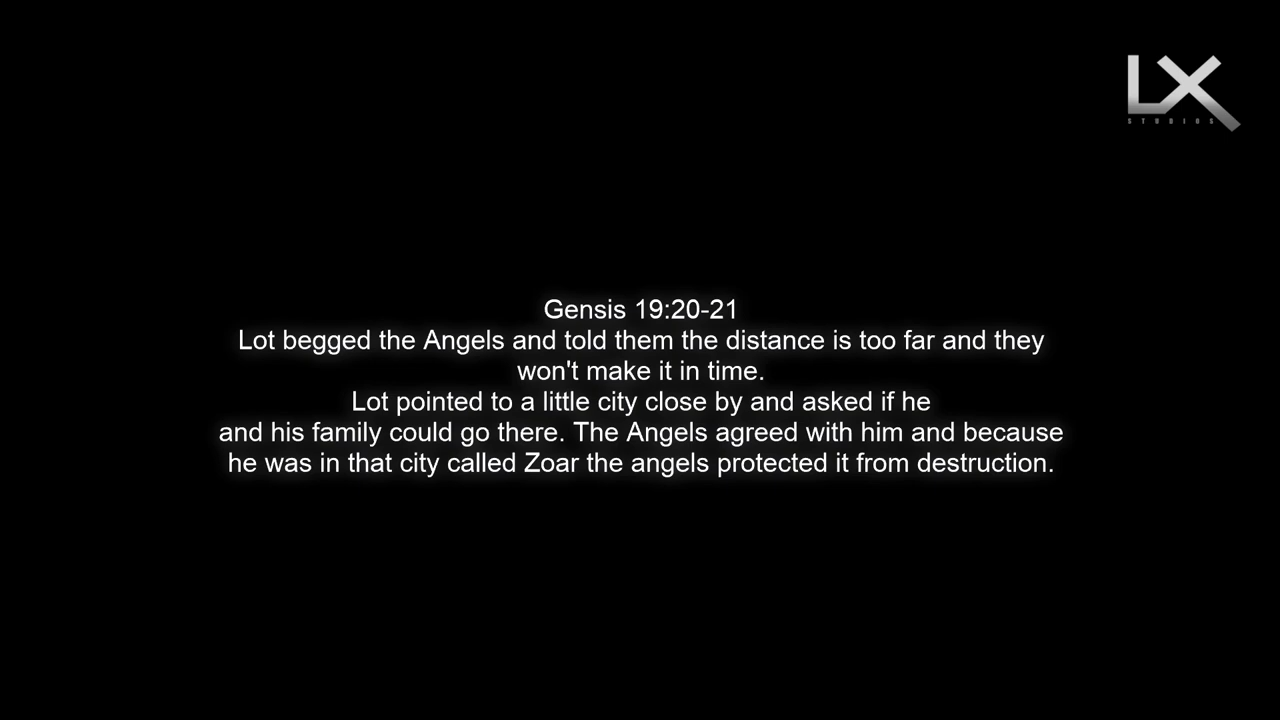 LX
STUDIOS
Gensis 19:20-21
Lot begged the Angels and told them the distance is too far and they
won't make it in time.
Lot pointed to a little city close by and asked if he
and his family could go there. The Angels agreed with him and because
he was in that city called Zoar the angels protected it from destruction.